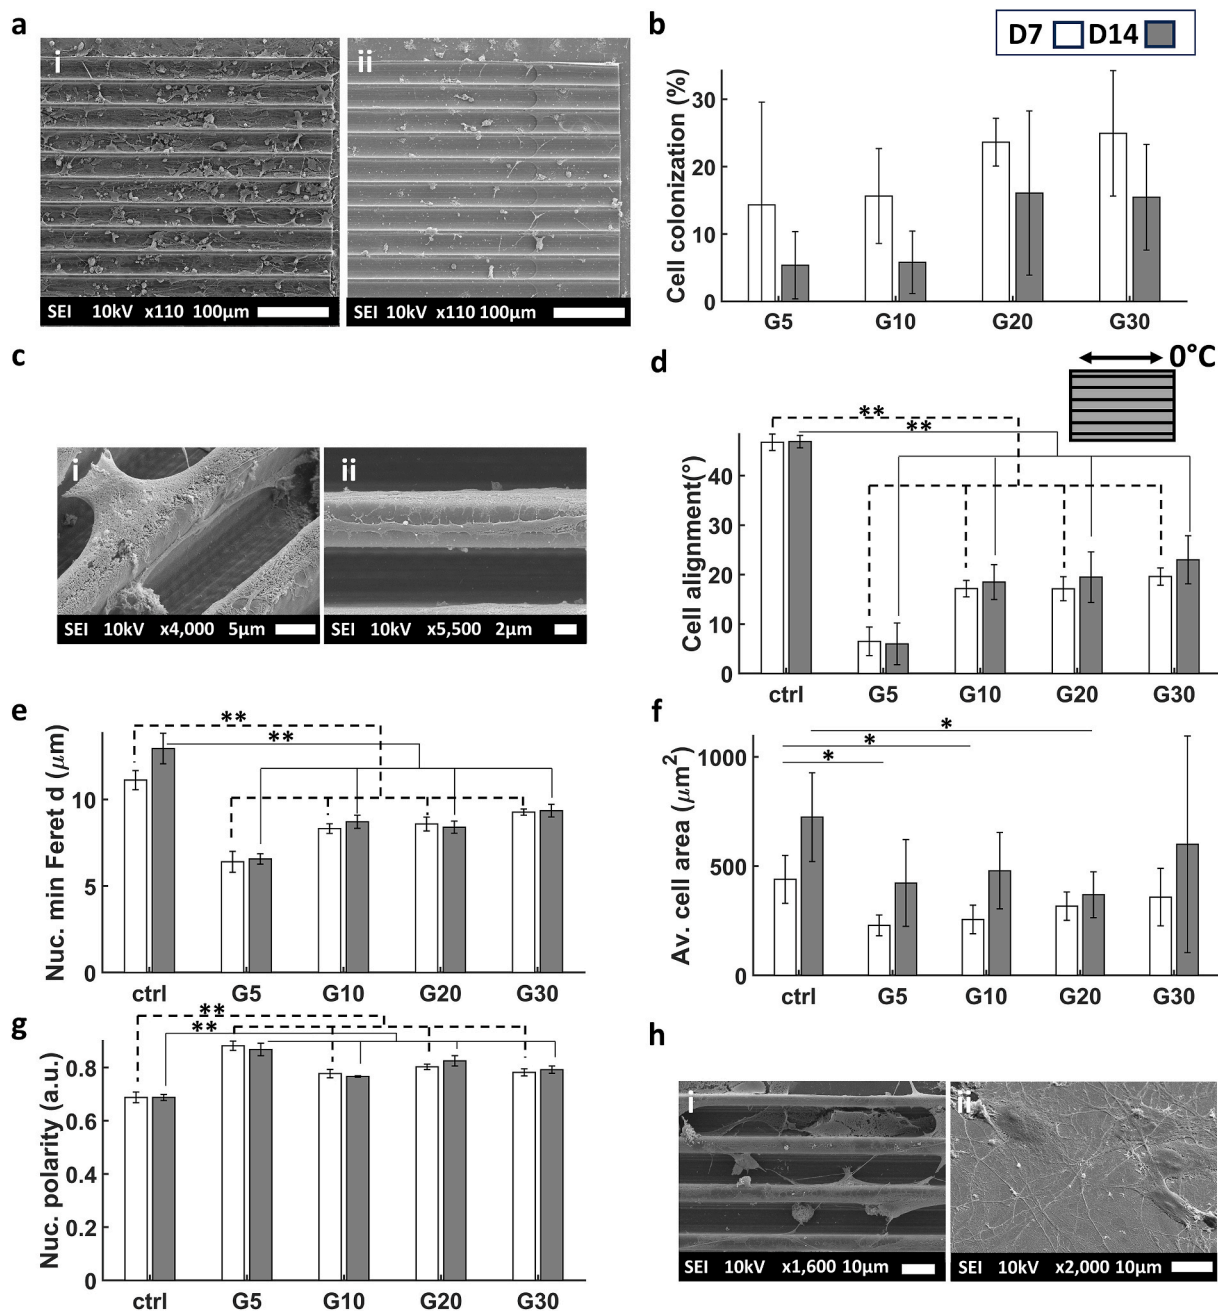 a
i
ii
SEI 10kV x110 100μm
SEI 10kV x110 100μm
b
D7 D14
Cell colonization (%)
30
20
10
0
G5 G10 G20 G30
c
i
ii
SEI 10kV x4,000 5μm
SEI 10kV x5,500 2μm
d
0°C
**
**
Cell alignment(°)
40
30
20
10
0
ctrl G5 G10 G20 G30
e
**
**
Nuc. min Feret d (μm)
10
5
0
ctrl G5 G10 G20 G30
f
*
*
*
Av. cell area (μm²)
1000
500
0
ctrl G5 G10 G20 G30
g
**
**
Nuc. polarity (a.u.)
0.8
0.6
0.4
0.2
0
ctrl G5 G10 G20 G30
h
i
ii
SEI 10kV x1,600 10μm
SEI 10kV x2,000 10μm